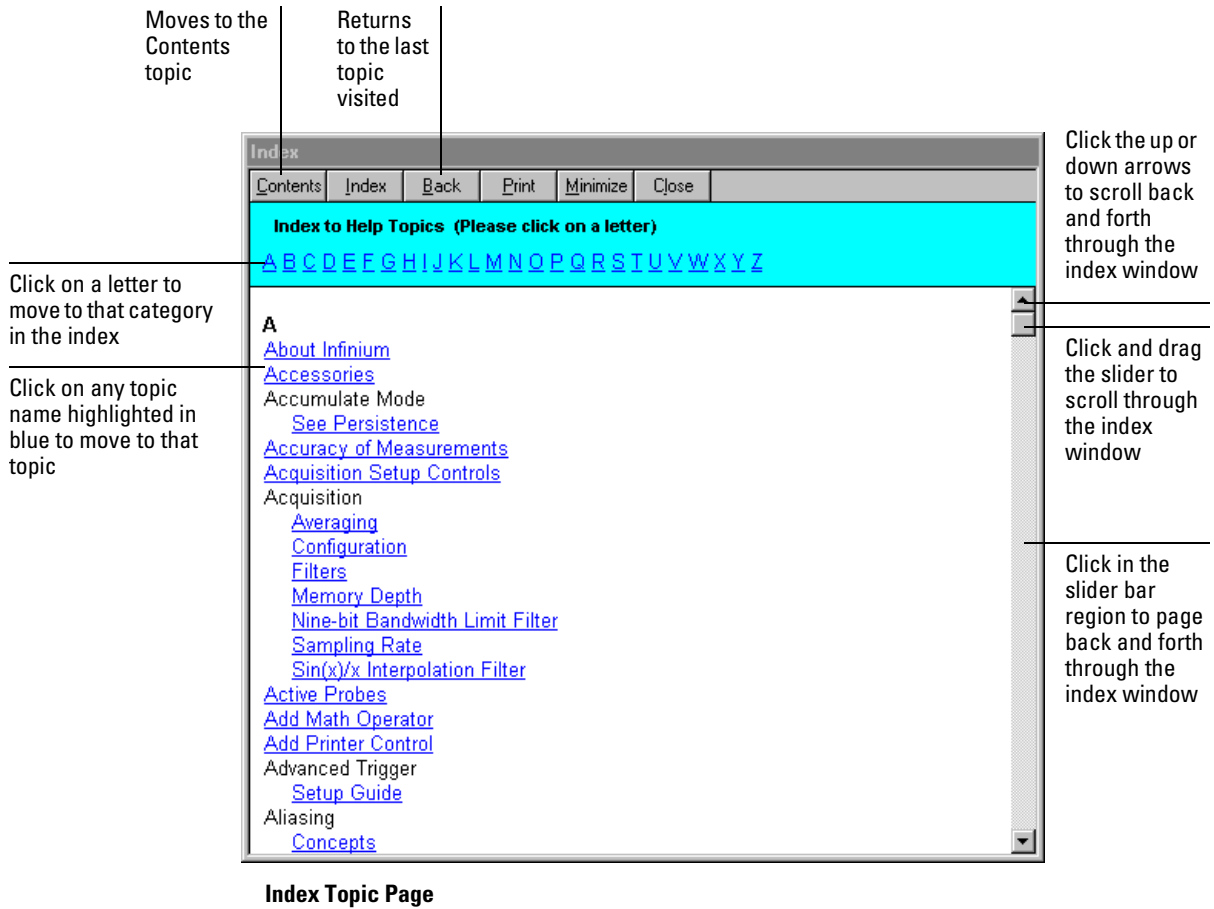 Moves to the
Contents
topic
Returns
to the last
topic
visited
Click the up or
down arrows
to scroll back
and forth
through the
index window
Click and drag
the slider to
scroll through
the index
window
Click in the
slider bar
region to page
back and forth
through the
index window
Click on a letter to
move to that category
in the index
Click on any topic
name highlighted in
blue to move to that
topic
Index
Contents Index Back Print Minimize Close
Index to Help Topics (Please click on a letter)
A B C D E F G H I J K L M N O P Q R S T U V W X Y Z
A
About Infinium
Accessories
Accumulate Mode
See Persistence
Accuracy of Measurements
Acquisition Setup Controls
Acquisition
Averaging
Configuration
Filters
Memory Depth
Nine-bit Bandwidth Limit Filter
Sampling Rate
Sin(x)/x Interpolation Filter
Active Probes
Add Math Operator
Add Printer Control
Advanced Trigger
Setup Guide
Aliasing
Concepts
Index Topic Page